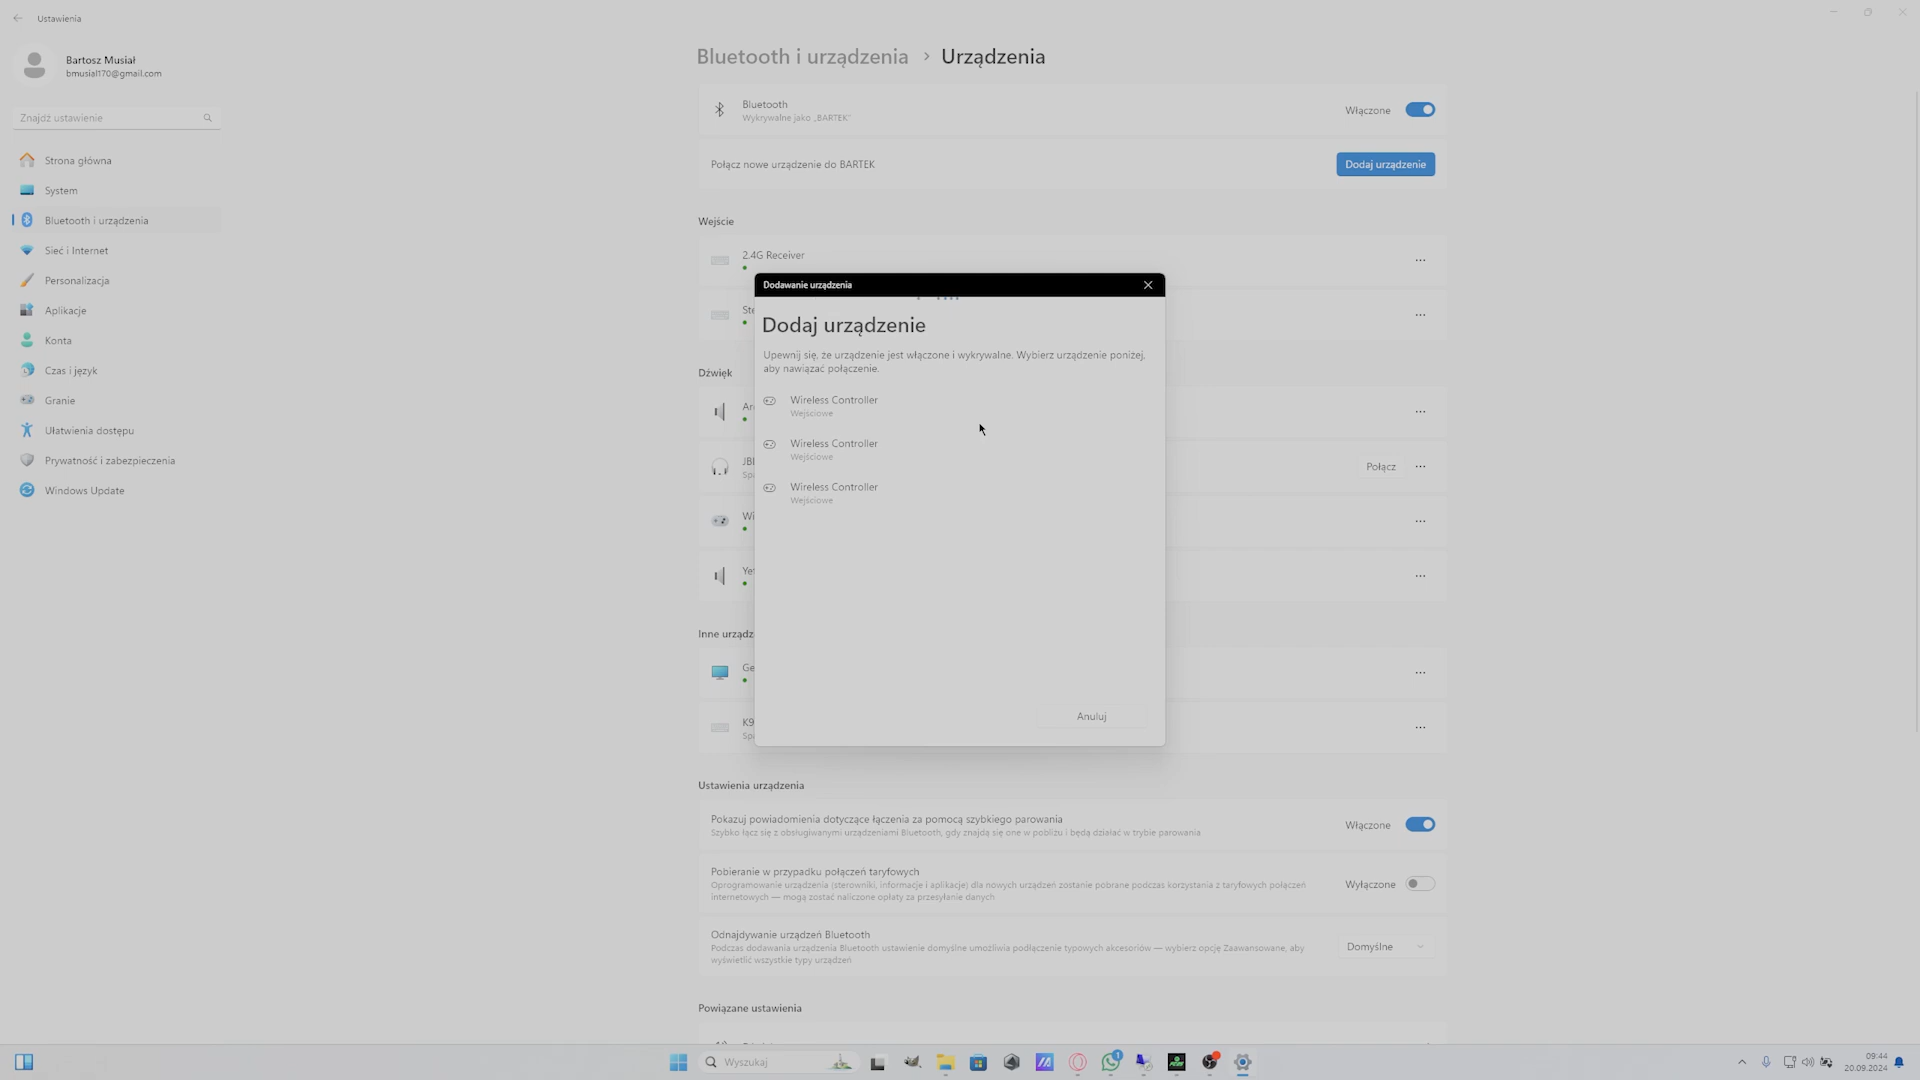 Ustawienia
Bartosz Musiał
bmusial170@gmail.com
Znajdź ustawienie
Strona główna
System
Bluetooth i urządzenia
Sieć i Internet
Personalizacja
Aplikacje
Konta
Czas i język
Granie
Ułatwienia dostępu
Prywatność i zabezpieczenia
Windows Update
Bluetooth i urządzenia > Urządzenia
Bluetooth
Wykrywalne jako „BARTEK"
Włączone
Połącz nowe urządzenie do BARTEK
Dodaj urządzenie
Wejście
2.4G Receiver
Ste
Dźwięk
JBL
Połącz
Wi
Yet
Inne urządz
Ge
K9
Dodawanie urządzenia
Dodaj urządzenie
Upewnij się, że urządzenie jest włączone i wykrywalne. Wybierz urządzenie poniżej,
aby nawiązać połączenie.
Wireless Controller
Wejściowe
Wireless Controller
Wejściowe
Wireless Controller
Wejściowe
Anuluj
Ustawienia urządzenia
Pokazuj powiadomienia dotyczące łączenia za pomocą szybkiego parowania
Szybko łącz się z obsługiwanymi urządzeniami Bluetooth, gdy znajdą się one w pobliżu i będą działać w trybie parowania
Włączone
Pobieranie w przypadku połączeń taryfowych
Oprogramowanie urządzenia (sterowniki, informacje i aplikacje) dla nowych urządzeń zostanie pobrane podczas korzystania z taryfowych połączeń
internetowych — mogą zostać naliczone opłaty za przesyłanie danych
Wyłączone
Odnajdywanie urządzeń Bluetooth
Podczas dodawania urządzenia Bluetooth ustawienie domyślne umożliwia podłączenie typowych akcesoriów — wybierz opcję Zaawansowane, aby
wyświetlić wszystkie typy urządzeń
Domyślne
Powiązane ustawienia
Wyszukaj
09:44
20.09.2024